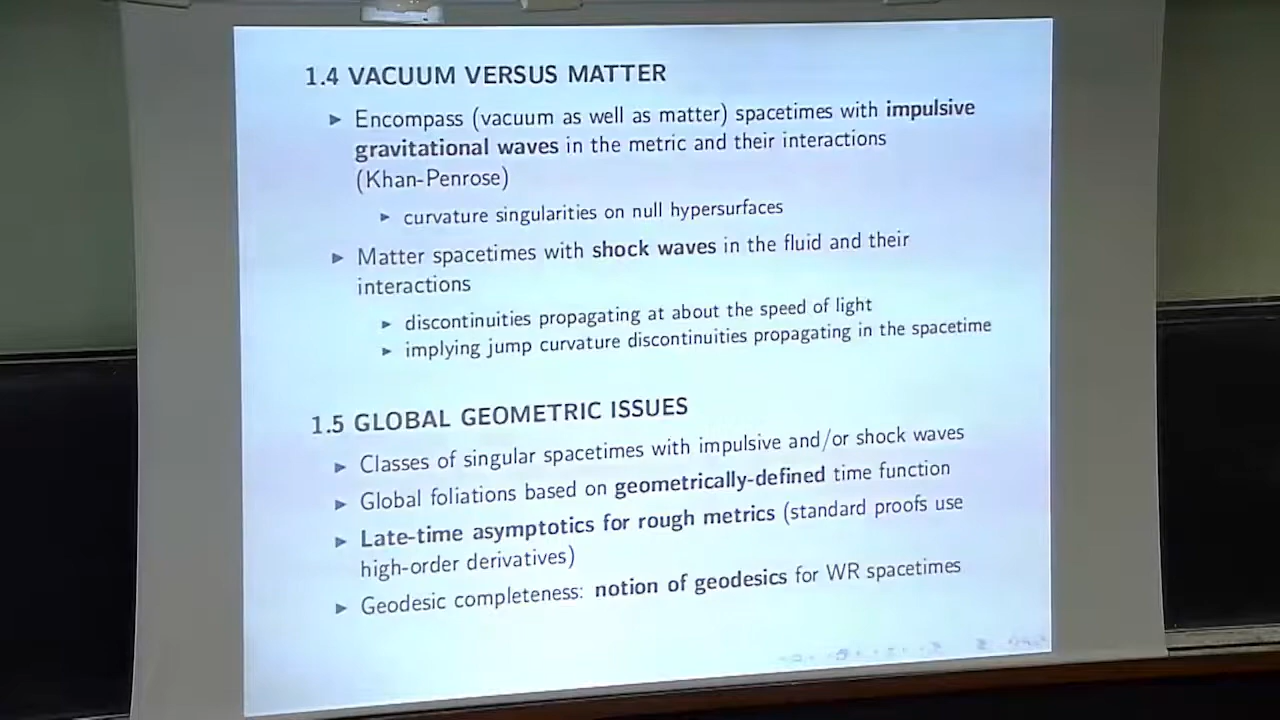 1.4 VACUUM VERSUS MATTER
▶ Encompass (vacuum as well as matter) spacetimes with impulsive
gravitational waves in the metric and their interactions
(Khan-Penrose)
▶ curvature singularities on null hypersurfaces
▶ Matter spacetimes with shock waves in the fluid and their
interactions
▶ discontinuities propagating at about the speed of light
▶ implying jump curvature discontinuities propagating in the spacetime
1.5 GLOBAL GEOMETRIC ISSUES
▶ Classes of singular spacetimes with impulsive and/or shock waves
▶ Global foliations based on geometrically-defined time function
▶ Late-time asymptotics for rough metrics (standard proofs use
high-order derivatives)
▶ Geodesic completeness: notion of geodesics for WR spacetimes